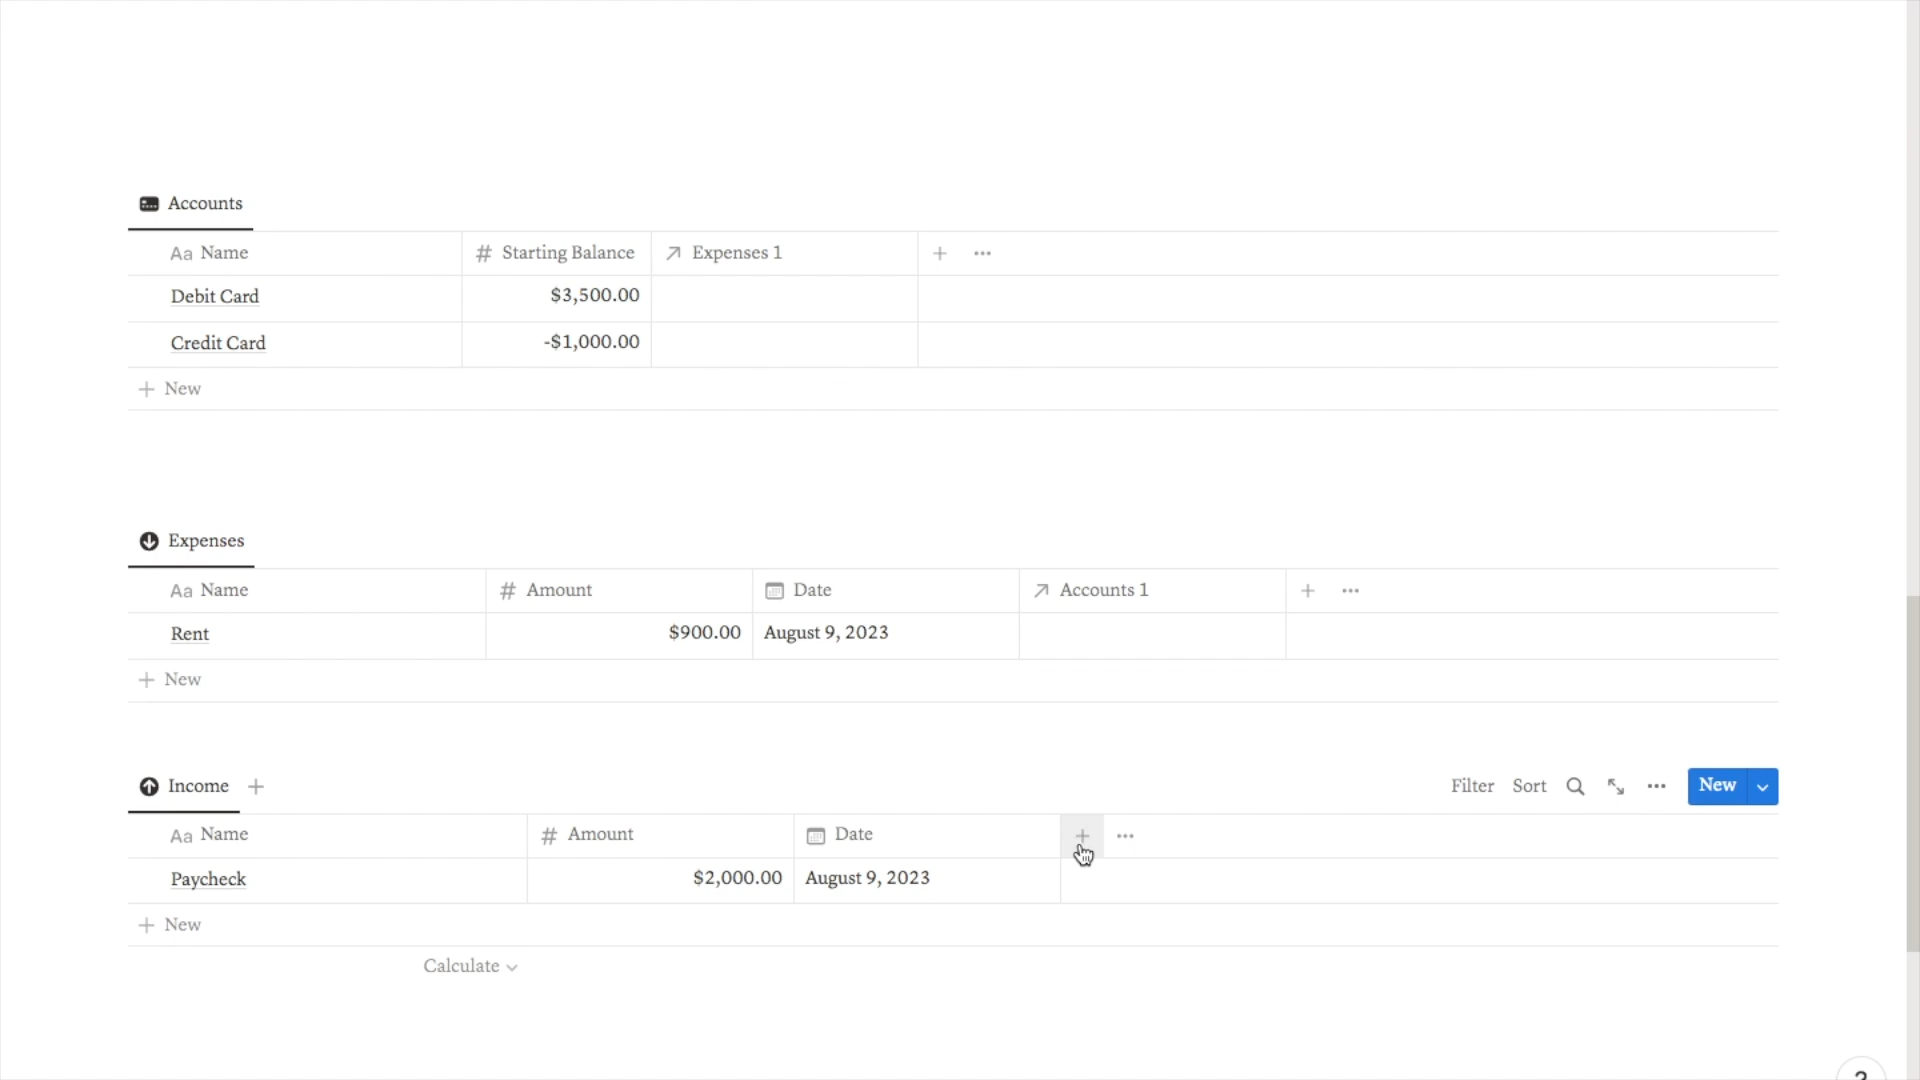 Accounts
Aa Name # Starting Balance Expenses 1
Debit Card $3,500.00
Credit Card -$1,000.00
New
Expenses
Aa Name # Amount Date Accounts 1
Rent $900.00 August 9, 2023
New
Income
Filter Sort New
Aa Name # Amount Date
Paycheck $2,000.00 August 9, 2023
New
Calculate
?